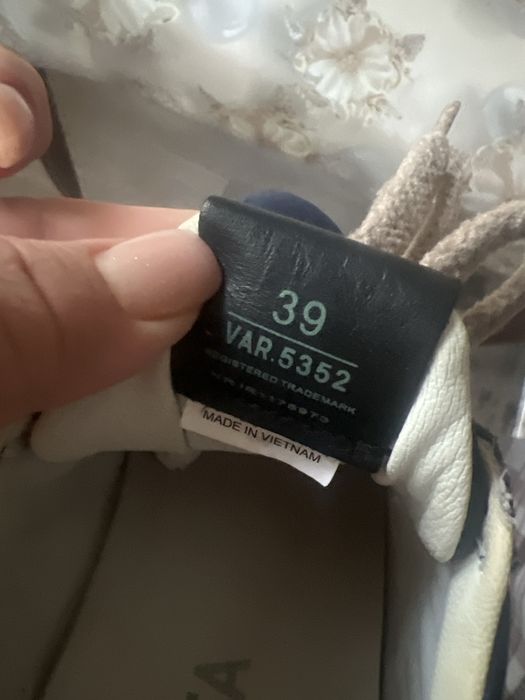 39
VAR.5352
REGISTERED TRADEMARK
MADE IN VIETNAM